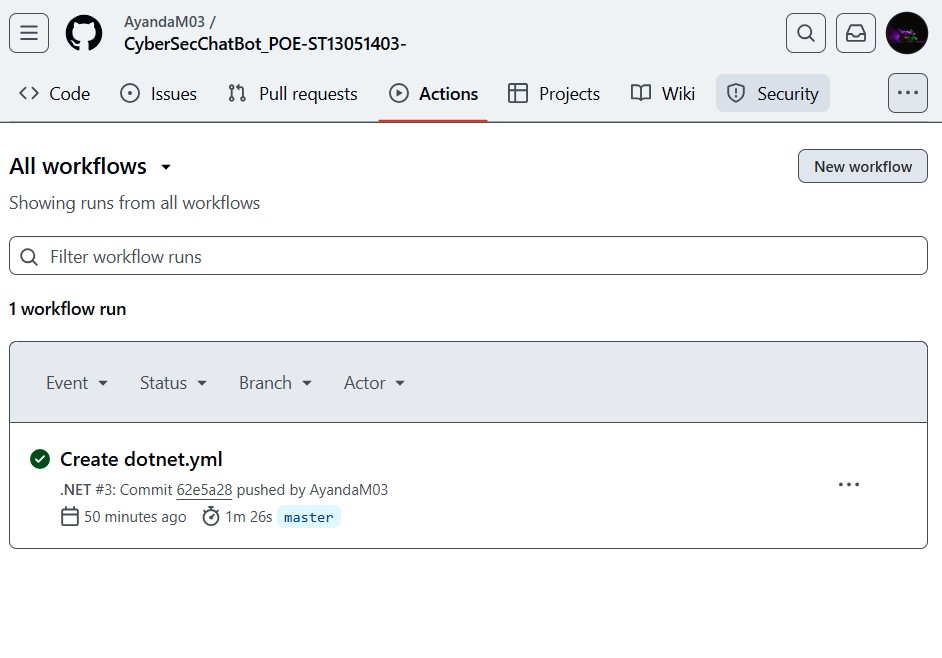 AyandaM03 /
CyberSecChatBot_POE-ST13051403-
Code Issues Pull requests Actions Projects Wiki Security
All workflows
New workflow
Showing runs from all workflows
Filter workflow runs
1 workflow run
Event Status Branch Actor
Create dotnet.yml
.NET #3: Commit 62e5a28 pushed by AyandaM03
50 minutes ago 1m 26s master